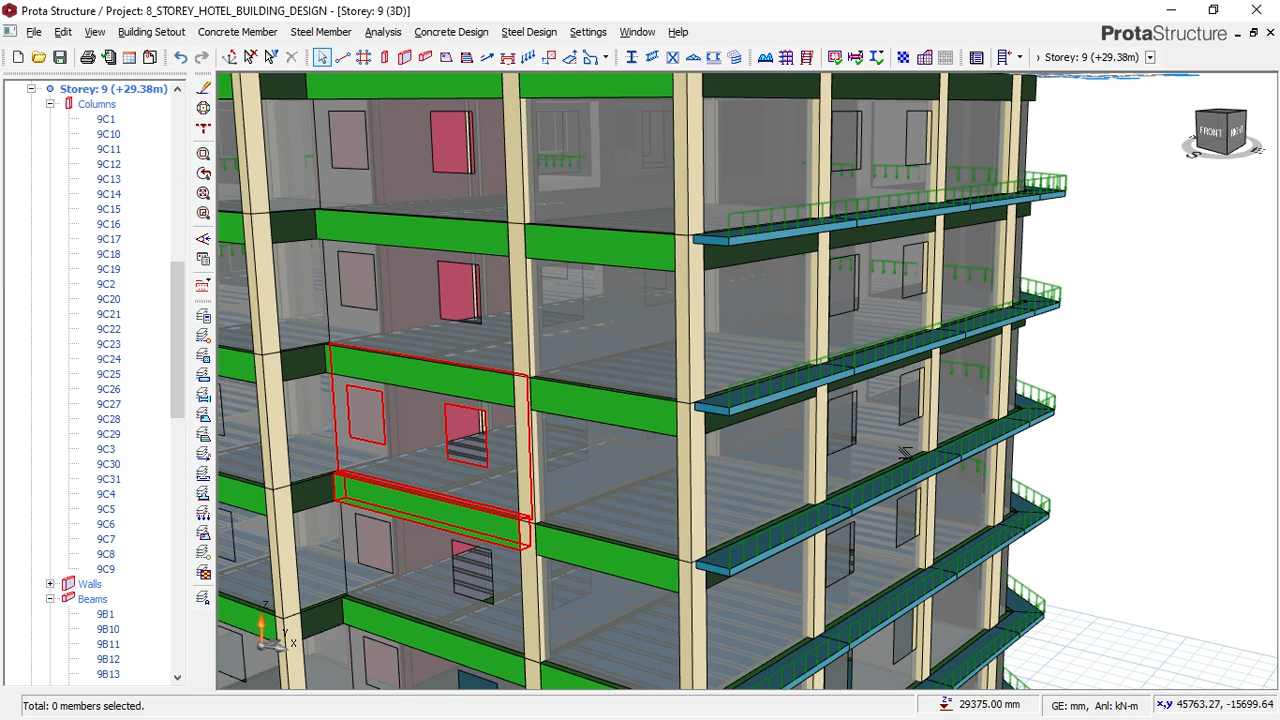 Prota Structure / Project: 8_STOREY_HOTEL_BUILDING_DESIGN - [Storey: 9 (3D)]
File Edit View Building Setout Concrete Member Steel Member Analysis Concrete Design Steel Design Settings Window Help
ProtaStructure
Storey: 9 (+29.38m)
Storey: 9 (+29.38m)
Columns
9C1
9C10
9C11
9C12
9C13
9C14
9C15
9C16
9C17
9C18
9C19
9C2
9C20
9C21
9C22
9C23
9C24
9C25
9C26
9C27
9C28
9C29
9C3
9C30
9C31
9C4
9C5
9C6
9C7
9C8
9C9
Walls
Beams
9B1
9B10
9B11
9B12
9B13
FRONT
RIGHT
S
E
Z
Y
X
Total: 0 members selected.
Z= 29375.00 mm
GE: mm, Anl: kN-m
x,y 45763.27, -15699.64